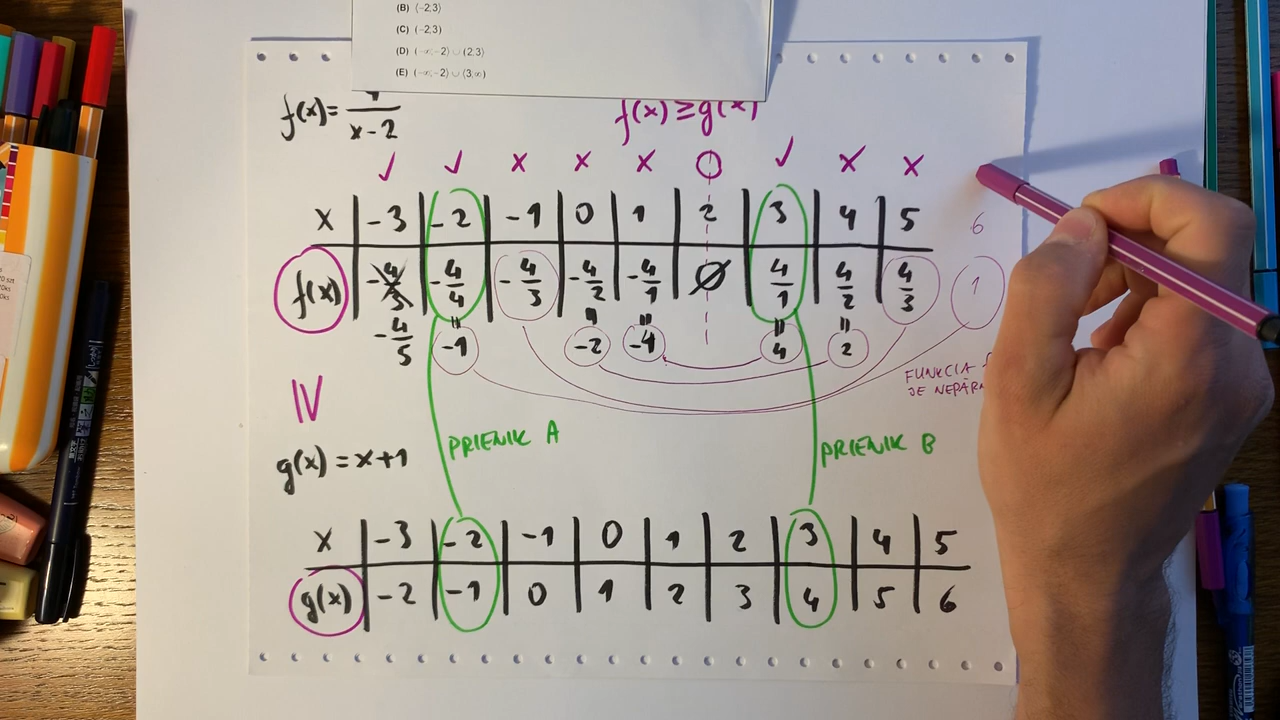 (B) ⟨-2;3⟩
(C) (-2;3)
(D) (-∞;-2⟩ ∪ (2;3⟩
(E) (-∞;-2⟩ ∪ ⟨3;∞)
f(x)= 4/(x-2)
f(x)≥g(x)
✓ ✓ x x x O ✓ x x
x | -3 | -2 | -1 | 0 | 1 | 2 | 3 | 4 | 5 6
f(x) | -4/3 | -4/4 | -4/3 | -4/2 | -4/1 | Ø | 4/1 | 4/2 | 4/3 1
-4/5 = -1 = -2 = -4 = 4 = 2
FUNKCIA f
JE NEPÁRN
≥
PRIENIK A PRIENIK B
g(x) = x+1
x | -3 | -2 | -1 | 0 | 1 | 2 | 3 | 4 | 5
g(x) | -2 | -1 | 0 | 1 | 2 | 3 | 4 | 5 | 6